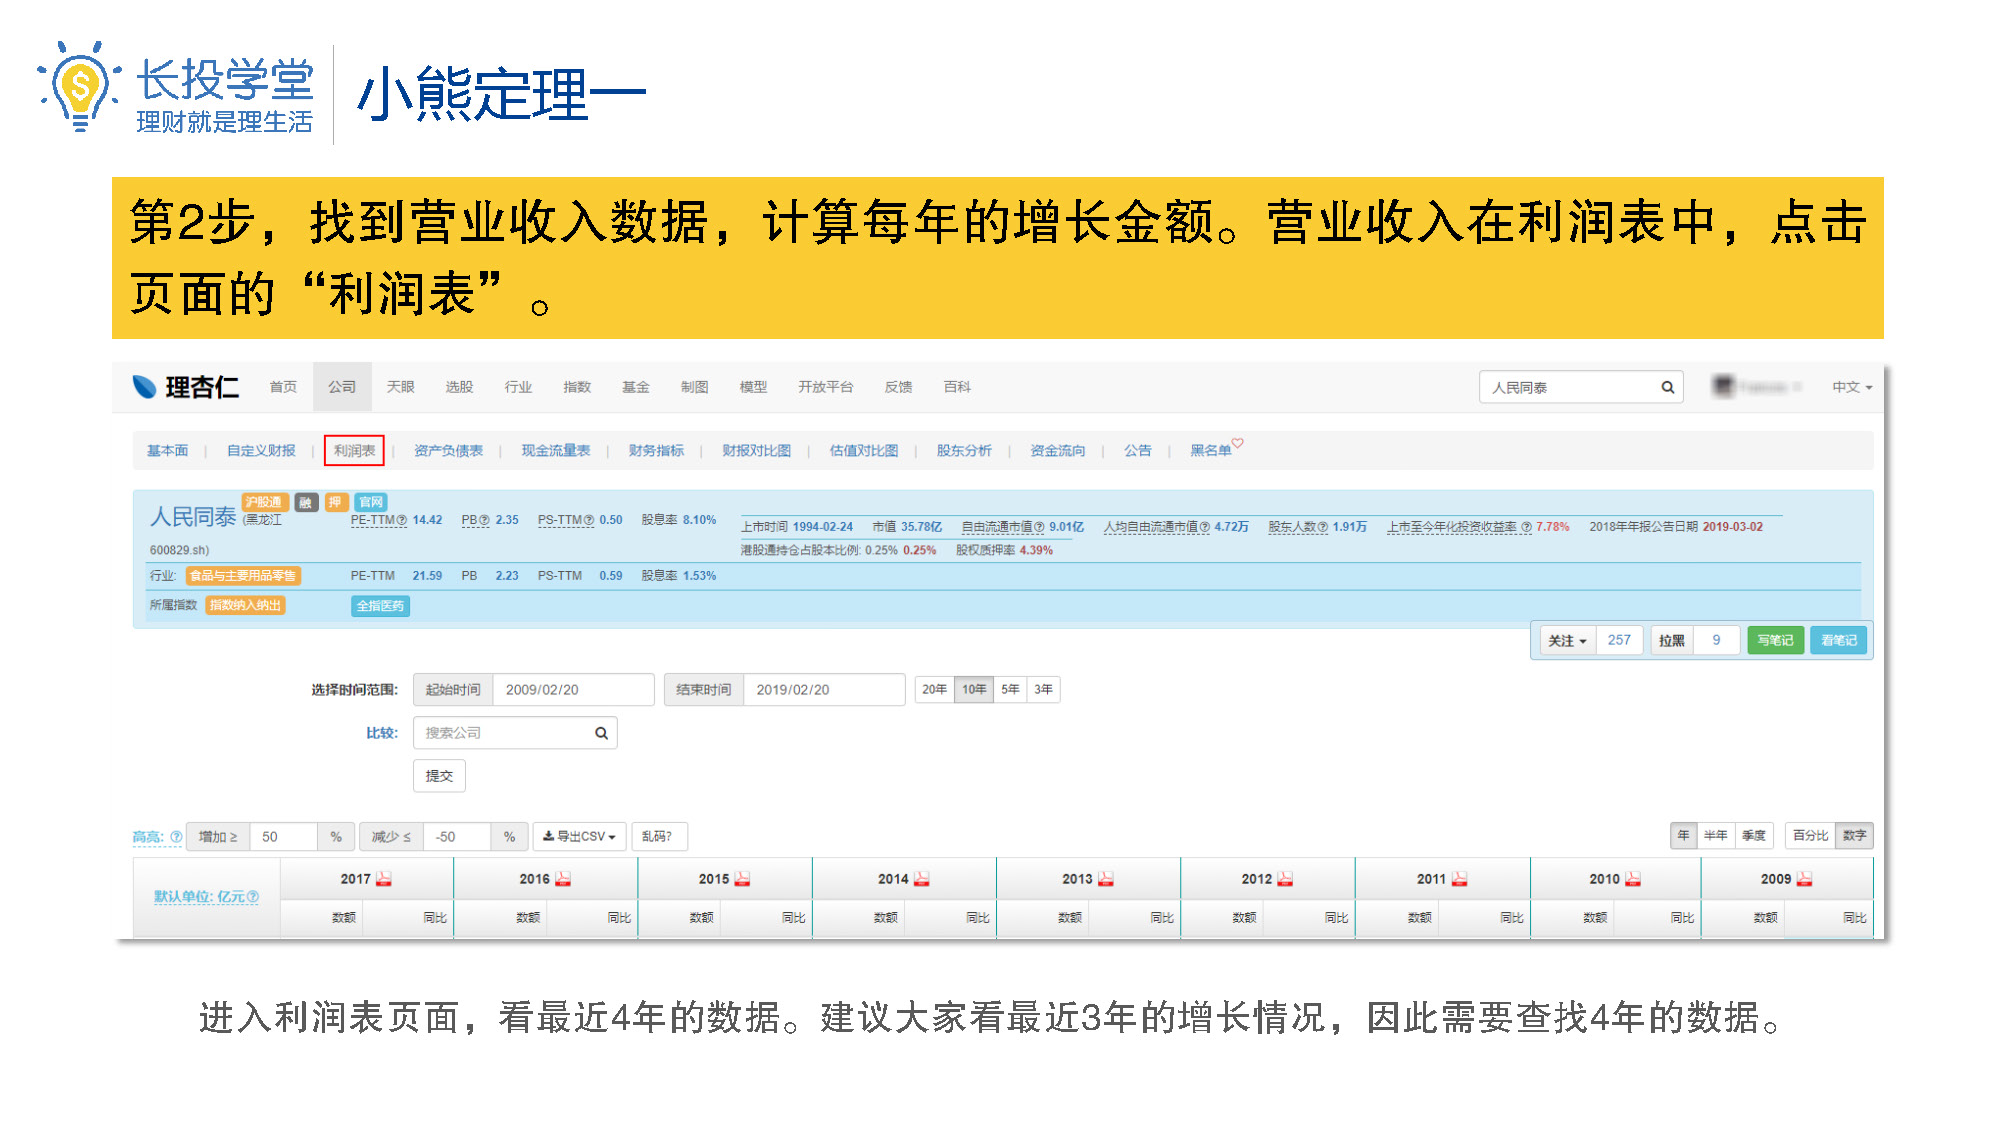 长投学堂
理财就是理生活
小熊定理一
第2步，找到营业收入数据，计算每年的增长金额。营业收入在利润表中，点击
页面的“利润表”。
理杏仁 首页 公司 天眼 选股 行业 指数 基金 制图 模型 开放平台 反馈 百科 人民同泰 中文
基本面 | 自定义财报 | 利润表 | 资产负债表 | 现金流量表 | 财务指标 | 财报对比图 | 估值对比图 | 股东分析 | 资金流向 | 公告 | 黑名单
沪股通 融 押 官网
人民同泰 (黑龙江 PE-TTM 14.42 PB 2.35 PS-TTM 0.50 股息率 8.10% 上市时间 1994-02-24 市值 35.78亿 自由流通市值 9.01亿 人均自由流通市值 4.72万 股东人数 1.91万 上市至今年化投资收益率 7.78% 2018年年报公告日期 2019-03-02
600829.sh) 港股通持仓占股本比例: 0.25% 0.25% 股权质押率 4.39%
行业: 食品与主要用品零售 PE-TTM 21.59 PB 2.23 PS-TTM 0.59 股息率 1.53%
所属指数 指数纳入纳出 全指医药
关注 257 拉黑 9 写笔记 看笔记
选择时间范围: 起始时间 2009/02/20 结束时间 2019/02/20 20年 10年 5年 3年
比较: 搜索公司
提交
高亮: 增加 ≥ 50 % 减少 ≤ -50 % 导出CSV 乱码? 年 半年 季度 百分比 数字
默认单位: 亿元 2017 2016 2015 2014 2013 2012 2011 2010 2009
数额 同比 数额 同比 数额 同比 数额 同比 数额 同比 数额 同比 数额 同比 数额 同比 数额 同比
进入利润表页面，看最近4年的数据。建议大家看最近3年的增长情况，因此需要查找4年的数据。